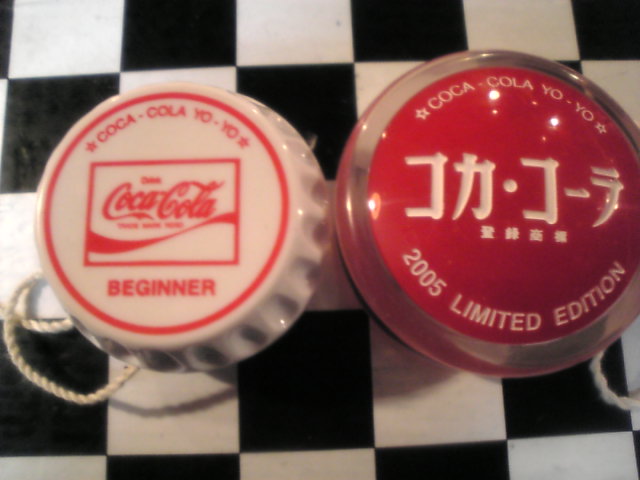 ☆COCA-COLA YO-YO☆
Drink
Coca-Cola
TRADE MARK REGD
BEGINNER
☆COCA-COLA YO-YO☆
コカ・コーラ
登録商標
2005 LIMITED EDITION